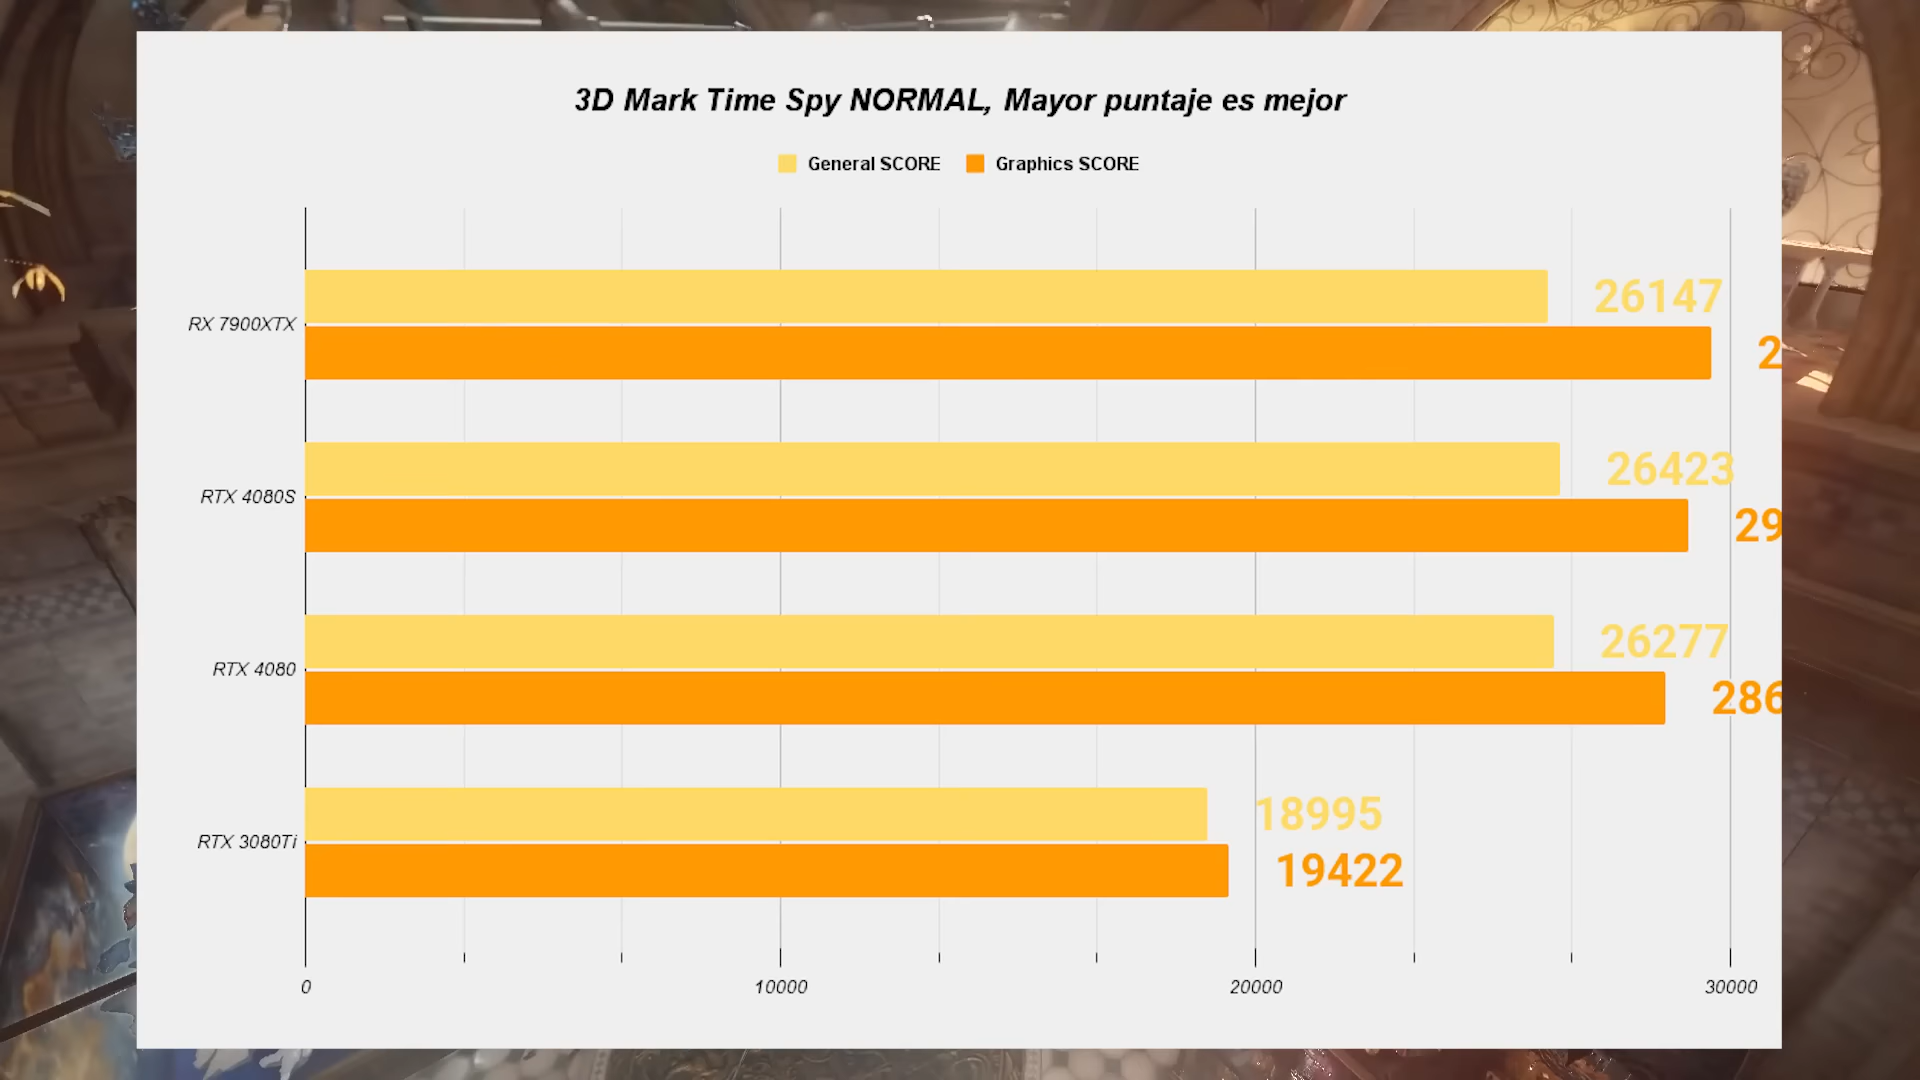 3D Mark Time Spy NORMAL, Mayor puntaje es mejor
General SCORE
Graphics SCORE
RX 7900XTX
26147
2
RTX 4080S
26423
29
RTX 4080
26277
286
RTX 3080Ti
18995
19422
0
10000
20000
30000